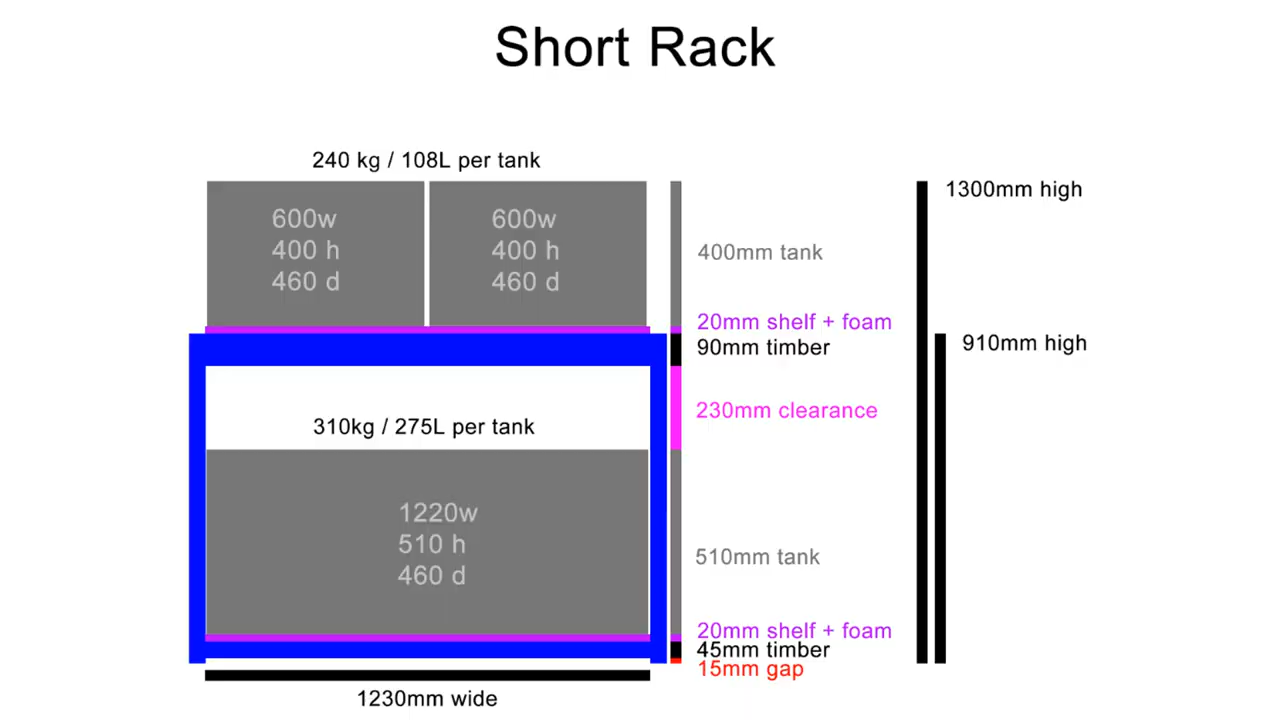 Short Rack
240 kg / 108L per tank
600w
400 h
460 d
600w
400 h
460 d
1300mm high
400mm tank
20mm shelf + foam
90mm timber
910mm high
230mm clearance
310kg / 275L per tank
1220w
510 h
460 d
510mm tank
20mm shelf + foam
45mm timber
15mm gap
1230mm wide